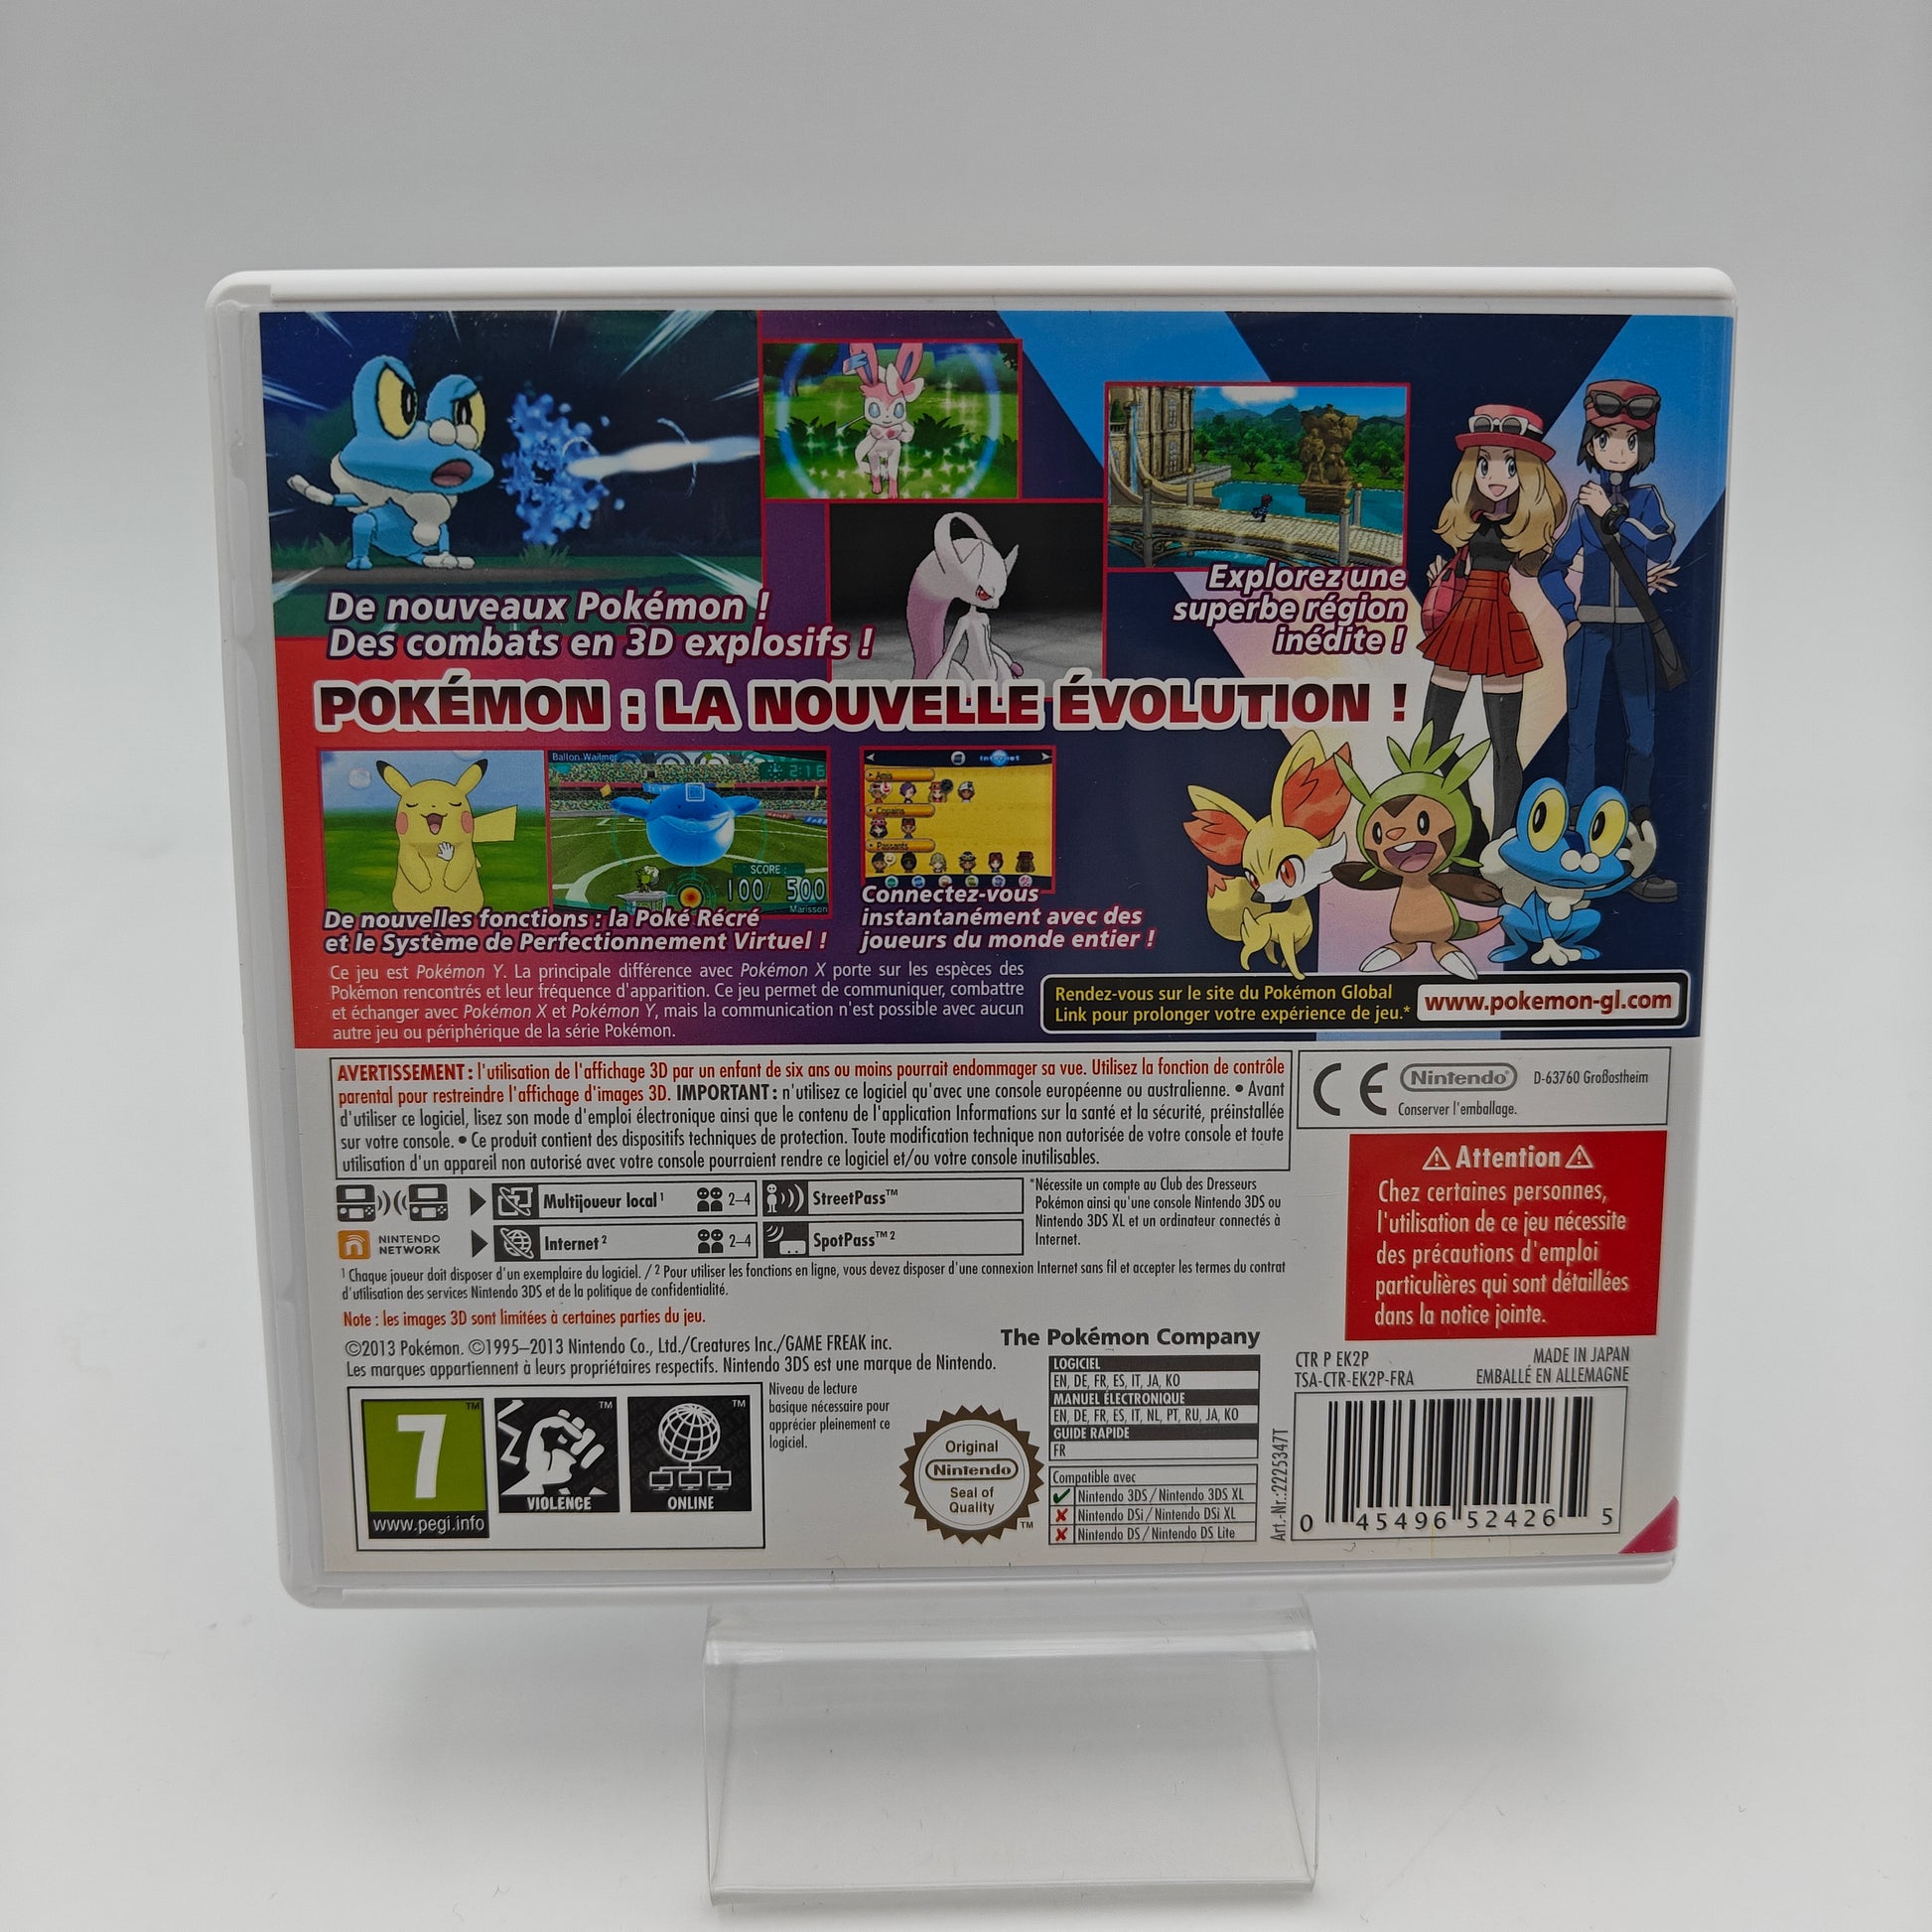 De nouveaux Pokémon !
Des combats en 3D explosifs !
Explorez une
superbe région
inédite !
POKÉMON : LA NOUVELLE ÉVOLUTION !
Ballon Wailmer
2:16
SCORE :
100/ 500
Marisson
Internet
Amis
Copains
Passants
De nouvelles fonctions : la Poké Récré
et le Système de Perfectionnement Virtuel !
Connectez-vous
instantanément avec des
joueurs du monde entier !
Ce jeu est Pokémon Y. La principale différence avec Pokémon X porte sur les espèces des
Pokémon rencontrés et leur fréquence d'apparition. Ce jeu permet de communiquer, combattre
et échanger avec Pokémon X et Pokémon Y, mais la communication n'est possible avec aucun
autre jeu ou périphérique de la série Pokémon.
Rendez-vous sur le site du Pokémon Global
Link pour prolonger votre expérience de jeu.*
www.pokemon-gl.com
AVERTISSEMENT : l'utilisation de l'affichage 3D par un enfant de six ans ou moins pourrait endommager sa vue. Utilisez la fonction de contrôle
parental pour restreindre l'affichage d'images 3D. IMPORTANT : n'utilisez ce logiciel qu'avec une console européenne ou australienne. • Avant
d'utiliser ce logiciel, lisez son mode d'emploi électronique ainsi que le contenu de l'application Informations sur la santé et la sécurité, préinstallée
sur votre console. • Ce produit contient des dispositifs techniques de protection. Toute modification technique non autorisée de votre console et toute
utilisation d'un appareil non autorisé avec votre console pourraient rendre ce logiciel et/ou votre console inutilisables.
CE Nintendo® D-63760 Großostheim
Conserver l'emballage.
⚠ Attention ⚠
Chez certaines personnes,
l'utilisation de ce jeu nécessite
des précautions d'emploi
particulières qui sont détaillées
dans la notice jointe.
Multijoueur local¹ 2–4
StreetPass™
NINTENDO
NETWORK
Internet² 2–4
SpotPass™²
*Nécessite un compte au Club des Dresseurs
Pokémon ainsi qu'une console Nintendo 3DS ou
Nintendo 3DS XL et un ordinateur connectés à
Internet.
¹ Chaque joueur doit disposer d'un exemplaire du logiciel. / ² Pour utiliser les fonctions en ligne, vous devez disposer d'une connexion Internet sans fil et accepter les termes du contrat
d'utilisation des services Nintendo 3DS et de la politique de confidentialité.
Note : les images 3D sont limitées à certaines parties du jeu.
©2013 Pokémon. ©1995–2013 Nintendo Co., Ltd./Creatures Inc./GAME FREAK inc.
Les marques appartiennent à leurs propriétaires respectifs. Nintendo 3DS est une marque de Nintendo.
The Pokémon Company
7™
www.pegi.info
VIOLENCE™
ONLINE™
Niveau de lecture
basique nécessaire pour
apprécier pleinement ce
logiciel.
Original
Nintendo®
Seal of
Quality
™
LOGICIEL
EN, DE, FR, ES, IT, JA, KO
MANUEL ÉLECTRONIQUE
EN, DE, FR, ES, IT, NL, PT, RU, JA, KO
GUIDE RAPIDE
FR
Compatible avec
✓ Nintendo 3DS / Nintendo 3DS XL
✗ Nintendo DSi / Nintendo DSi XL
✗ Nintendo DS / Nintendo DS Lite
CTR P EK2P
TSA-CTR-EK2P-FRA
MADE IN JAPAN
EMBALLÉ EN ALLEMAGNE
Art.-Nr.:2225347T
0 45496 52426 5